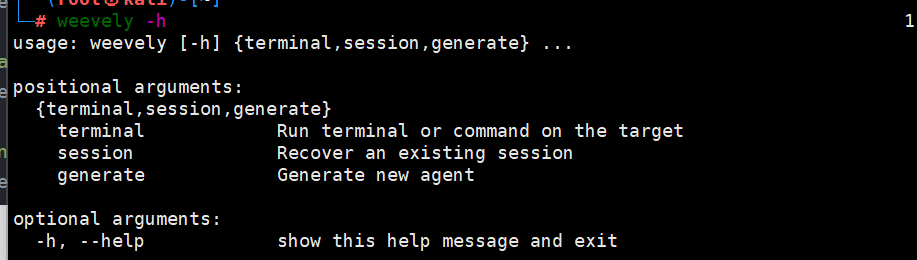 (root㉿kali)-[~]
└─# weevely -h 1
usage: weevely [-h] {terminal,session,generate} ...
positional arguments:
{terminal,session,generate}
terminal Run terminal or command on the target
session Recover an existing session
generate Generate new agent
optional arguments:
-h, --help show this help message and exit